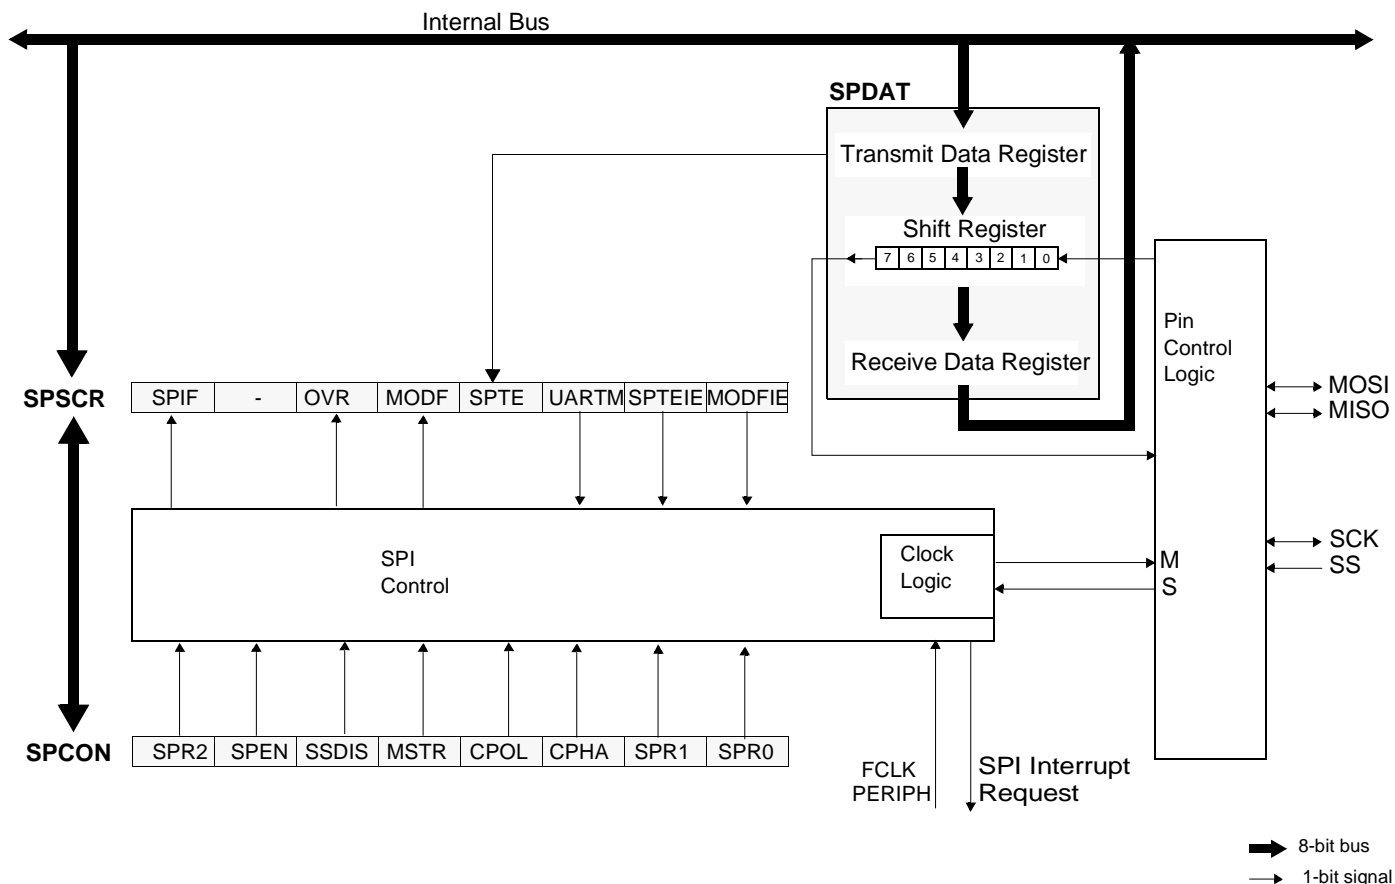 Internal Bus
SPDAT
Transmit Data Register
Shift Register
7 6 5 4 3 2 1 0
Receive Data Register
Pin
Control
Logic
MOSI
MISO
SCK
SS
M
S
SPSCR
SPIF - OVR MODF SPTE UARTM SPTEIE MODFIE
SPI
Control
Clock
Logic
SPCON
SPR2 SPEN SSDIS MSTR CPOL CPHA SPR1 SPR0
FCLK
PERIPH
SPI Interrupt
Request
8-bit bus
1-bit signal